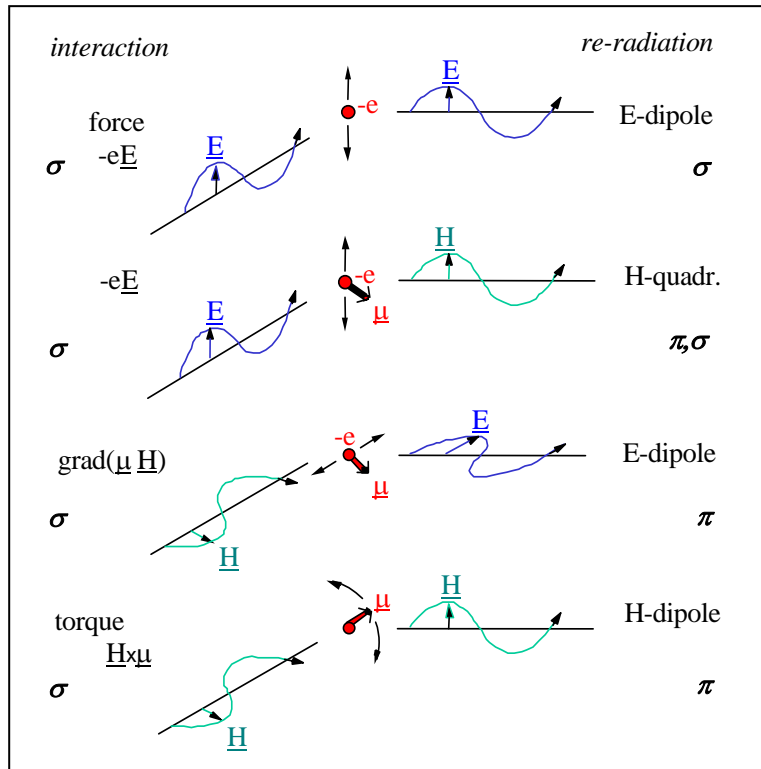 interaction re-radiation
E
-e
force
E-dipole
-eE
E
σ σ
-eE
H
-e
H-quadr.
E
μ
σ π,σ
E
-e
grad(μ H)
E-dipole
μ
σ π
H
μ
H
torque
H-dipole
Hxμ
σ π
H